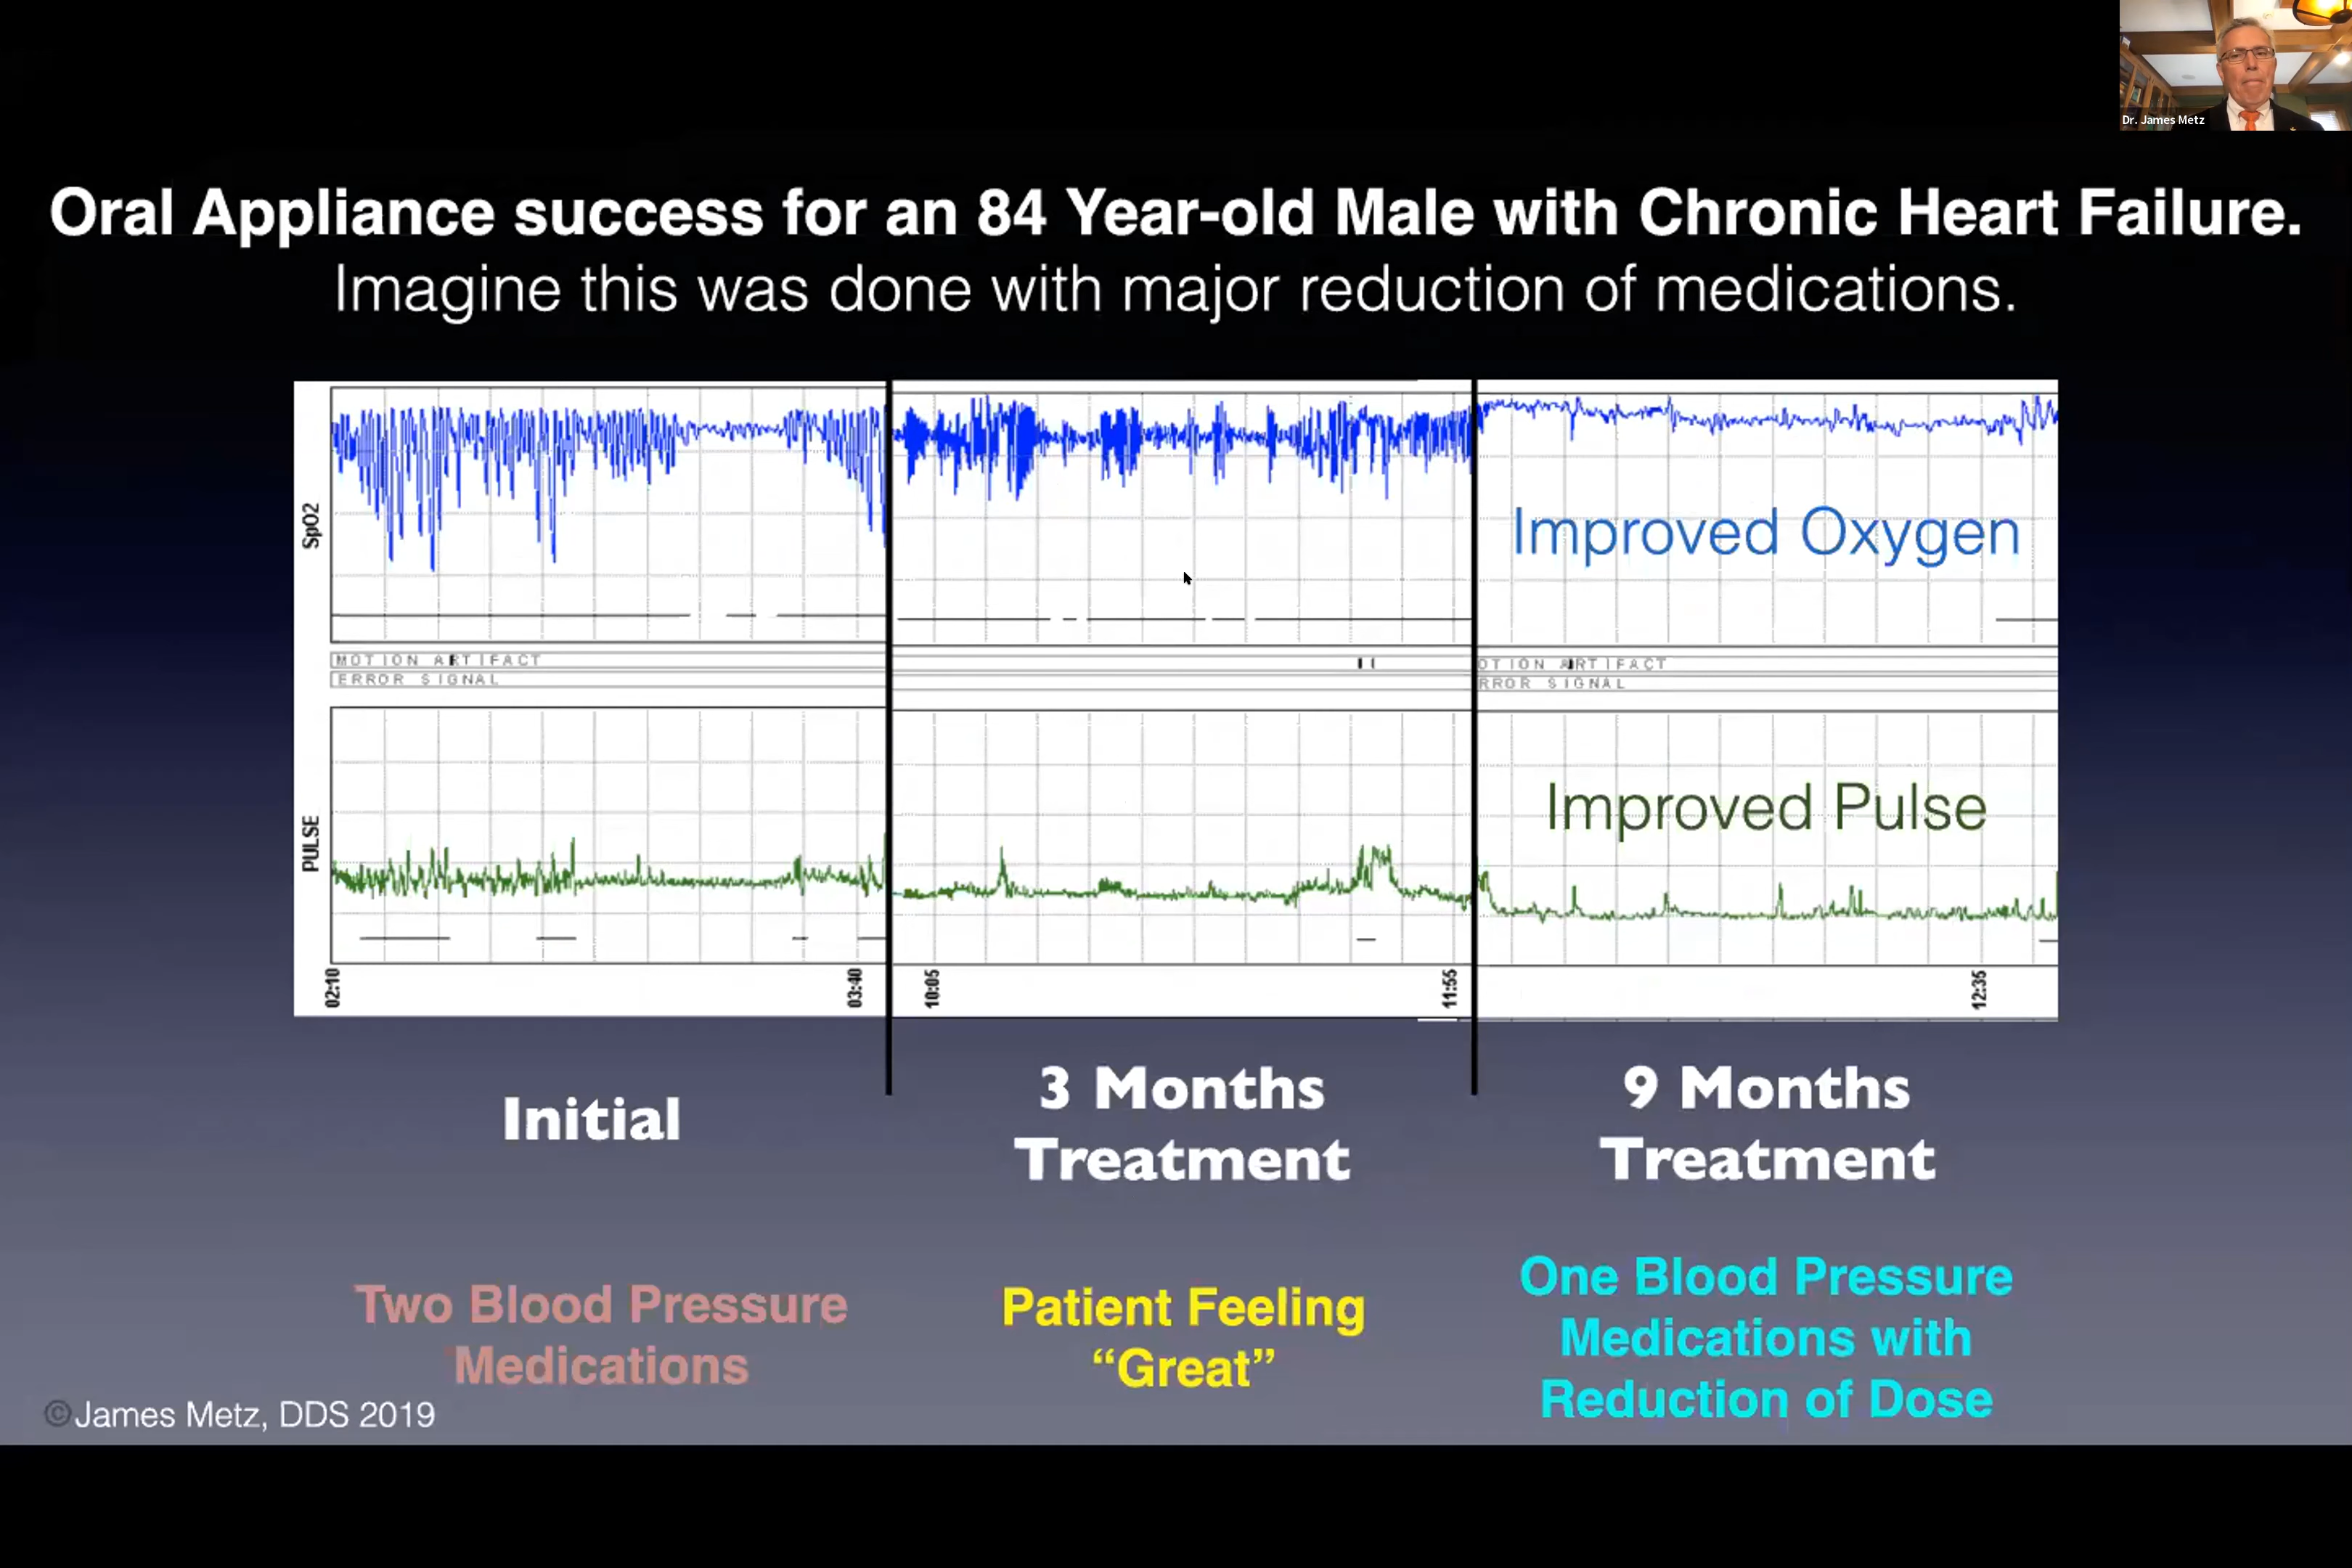 Dr. James Metz
Oral Appliance success for an 84 Year-old Male with Chronic Heart Failure.
Imagine this was done with major reduction of medications.
SpO2
Improved Oxygen
MOTION ARTIFACT
ERROR SIGNAL
OTION ARTIFACT
RROR SIGNAL
PULSE
Improved Pulse
02:10
03:40
10:05
11:55
12:35
Initial
3 Months
Treatment
9 Months
Treatment
Two Blood Pressure
Medications
Patient Feeling
“Great”
One Blood Pressure
Medications with
Reduction of Dose
©James Metz, DDS 2019